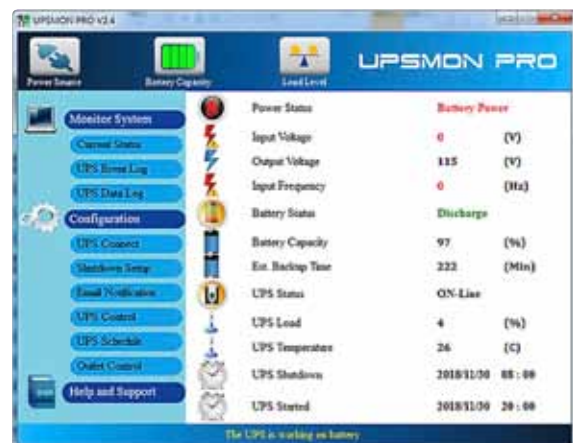 UPSMON PRO V2.4
Power Source
Battery Capacity
Load Level
UPSMON PRO
Monitor System
Current Status
UPS Event Log
UPS Data Log
Configuration
UPS Connect
Shutdown Setup
Email Notification
UPS Control
UPS Schedule
Outlet Control
Help and Support
Power Status Battery Power
Input Voltage 0 (V)
Output Voltage 115 (V)
Input Frequency 0 (Hz)
Battery Status Discharge
Battery Capacity 97 (%)
Est. Backup Time 222 (Min)
UPS Status ON-Line
UPS Load 4 (%)
UPS Temperature 26 (C)
UPS Shutdown 2018/11/30 08 : 00
UPS Started 2018/11/30 20 : 00
The UPS is working on battery